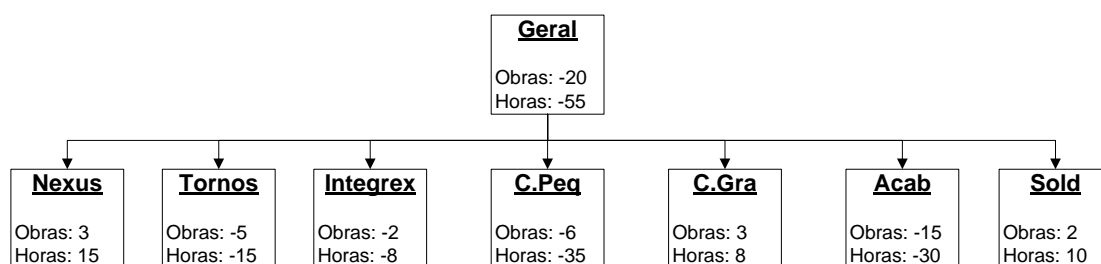 Geral
Obras: -20
Horas: -55
Nexus
Obras: 3
Horas: 15
Tornos
Obras: -5
Horas: -15
Integrex
Obras: -2
Horas: -8
C.Peq
Obras: -6
Horas: -35
C.Gra
Obras: 3
Horas: 8
Acab
Obras: -15
Horas: -30
Sold
Obras: 2
Horas: 10